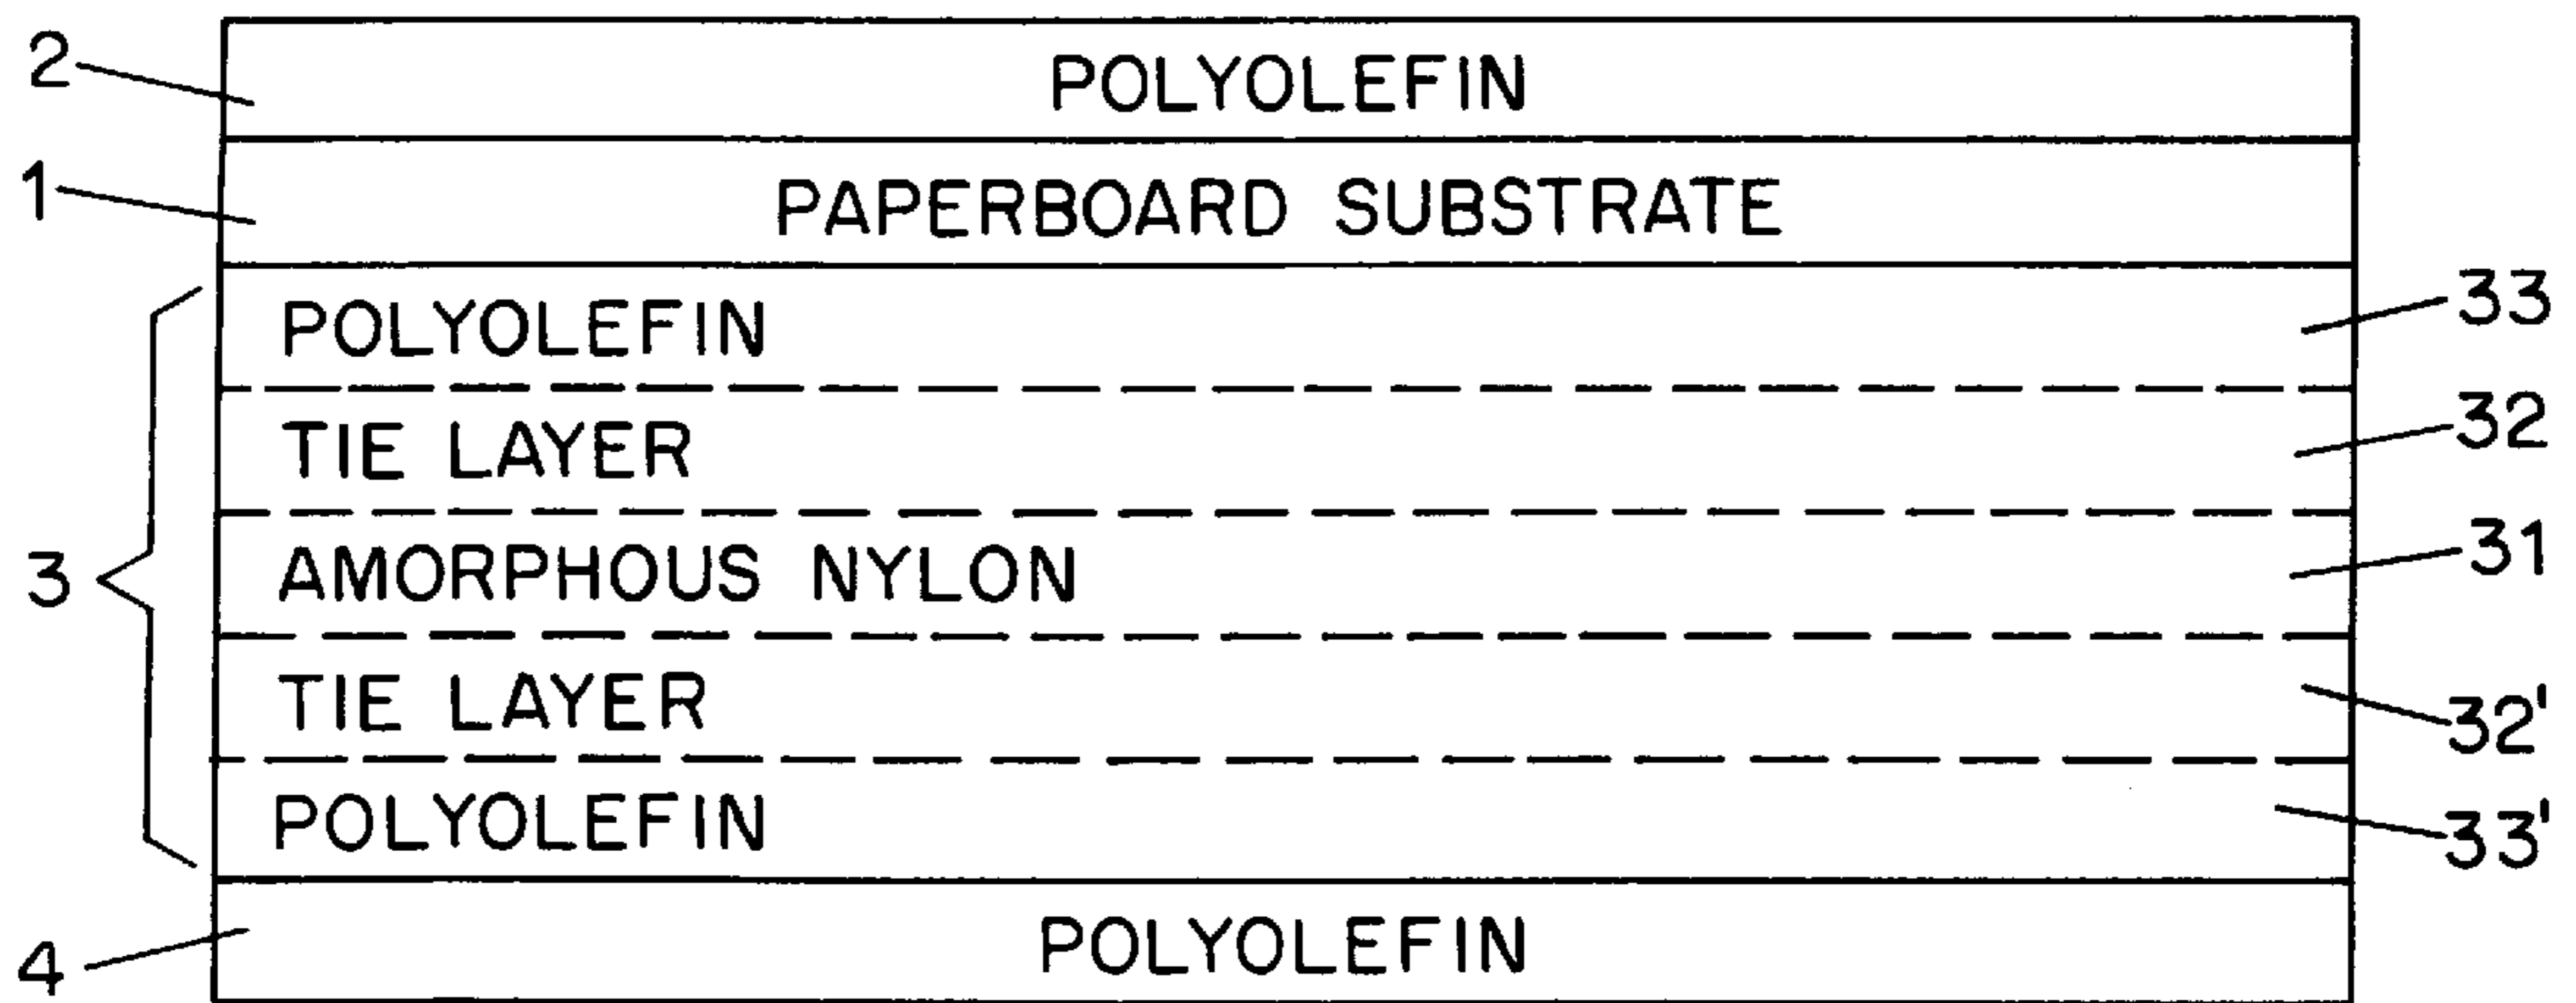 2 POLYOLEFIN
1 PAPERBOARD SUBSTRATE
POLYOLEFIN 33
TIE LAYER 32
3 AMORPHOUS NYLON 31
TIE LAYER 32'
POLYOLEFIN 33'
4 POLYOLEFIN